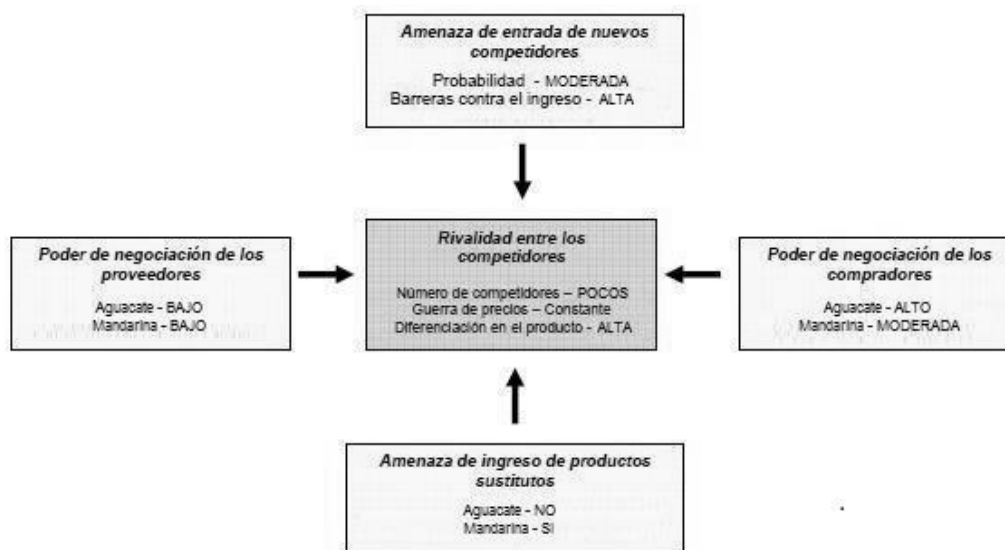 Amenaza de entrada de nuevos
competidores
Probabilidad - MODERADA
Barreras contra el ingreso - ALTA
Poder de negociación de los
proveedores
Aguacate - BAJO
Mandarina - BAJO
Rivalidad entre los
competidores
Número de competidores – POCOS
Guerra de precios – Constante
Diferenciación en el producto - ALTA
Poder de negociación de los
compradores
Aguacate - ALTO
Mandarina - MODERADA
Amenaza de ingreso de productos
sustitutos
Aguacate - NO
Mandarina - SI